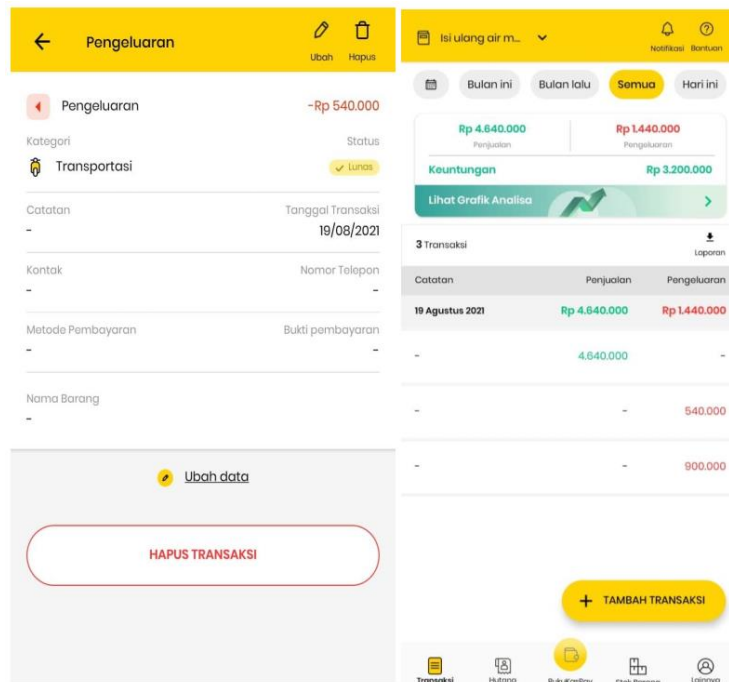 Pengeluaran
Ubah Hapus
Pengeluaran -Rp 540.000
Kategori Status
Transportasi Lunas
Catatan Tanggal Transaksi
- 19/08/2021
Kontak Nomor Telepon
- -
Metode Pembayaran Bukti pembayaran
- -
Nama Barang
-
Ubah data
HAPUS TRANSAKSI
Isi ulang air m...
Notifikasi Bantuan
Bulan ini Bulan lalu Semua Hari ini
Rp 4.640.000 Rp 1.440.000
Penjualan Pengeluaran
Keuntungan Rp 3.200.000
Lihat Grafik Analisa
3 Transaksi
Laporan
Catatan Penjualan Pengeluaran
19 Agustus 2021 Rp 4.640.000 Rp 1.440.000
- 4.640.000 -
- - 540.000
- - 900.000
+ TAMBAH TRANSAKSI
Transaksi Hutang Stok Barang Lainnya